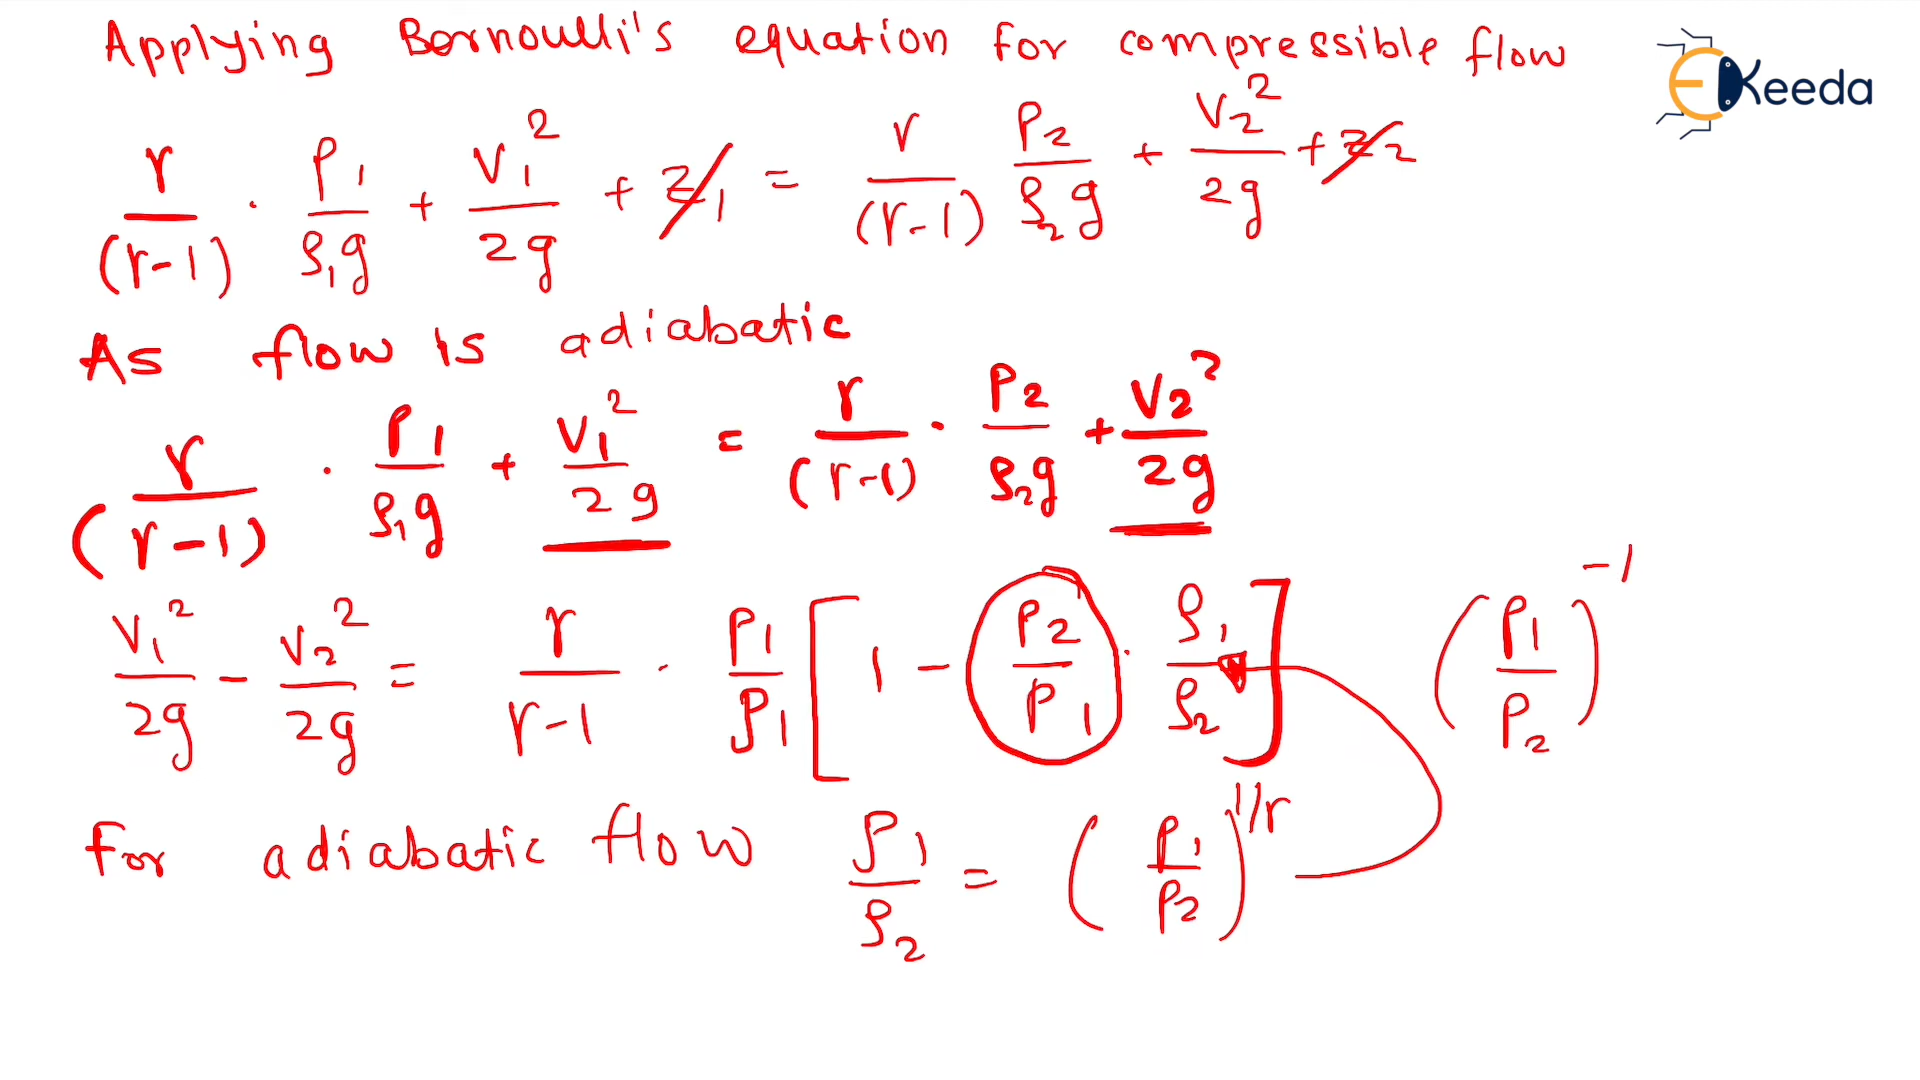 Applying Bernoulli's equation for compressible flow
EKeeda
r/(r-1) · P1/ρ1g + V1²/2g + Z1 = r/(r-1) P2/ρ2g + V2²/2g + Z2
As flow is adiabatic
r/(r-1) · P1/ρ1g + V1²/2g = r/(r-1) · P2/ρ2g + V2²/2g
V1²/2g - V2²/2g = r/r-1 · P1/ρ1 [1 - P2/P1 · ρ1/ρ2] (P1/P2)^-1
For adiabatic flow ρ1/ρ2 = (P1/P2)^1/r